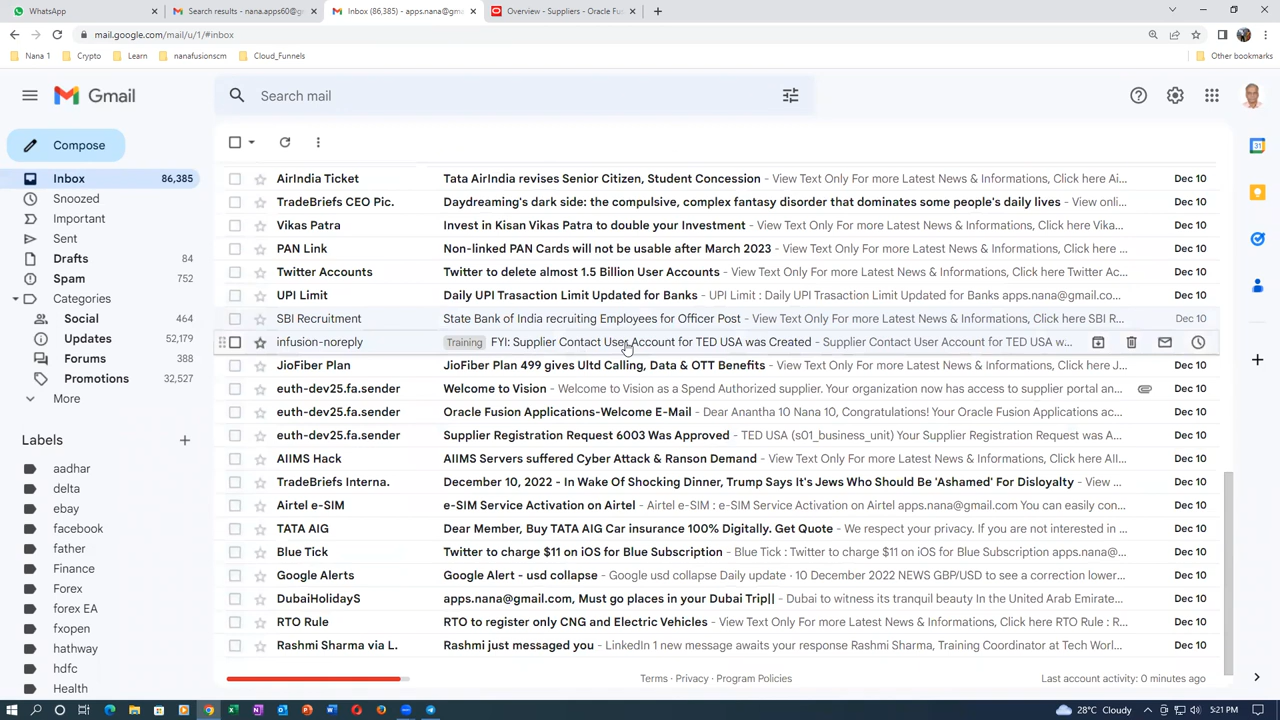 WhatsApp
Search results - nana.apps60@g
Inbox (86,385) - apps.nana@gma
Overview - Suppliers - Oracle Fu
mail.google.com/mail/u/1/#inbox
Nana 1
Crypto
Learn
nanafusionscm
Cloud_Funnels
Other bookmarks
Gmail
Search mail
Compose
Inbox 86,385
Snoozed
Important
Sent
Drafts 84
Spam 752
Categories
Social 464
Updates 52,179
Forums 388
Promotions 32,527
More
Labels
aadhar
delta
ebay
facebook
father
Finance
Forex
forex EA
fxopen
hathway
hdfc
Health
AirIndia Ticket Tata AirIndia revises Senior Citizen, Student Concession - View Text Only For more Latest News & Informations, Click here Ai... Dec 10
TradeBriefs CEO Pic. Daydreaming's dark side: the compulsive, complex fantasy disorder that dominates some people's daily lives - View onli... Dec 10
Vikas Patra Invest in Kisan Vikas Patra to double your Investment - View Text Only For more Latest News & Informations, Click here Vika... Dec 10
PAN Link Non-linked PAN Cards will not be usable after March 2023 - View Text Only For more Latest News & Informations, Click here ... Dec 10
Twitter Accounts Twitter to delete almost 1.5 Billion User Accounts - View Text Only For more Latest News & Informations, Click here Twitter Ac... Dec 10
UPI Limit Daily UPI Trasaction Limit Updated for Banks - UPI Limit : Daily UPI Trasaction Limit Updated for Banks apps.nana@gmail.co... Dec 10
SBI Recruitment State Bank of India recruiting Employees for Officer Post - View Text Only For more Latest News & Informations, Click here SBI R... Dec 10
infusion-noreply Training FYI: Supplier Contact User Account for TED USA was Created - Supplier Contact User Account for TED USA w...
JioFiber Plan JioFiber Plan 499 gives Ultd Calling, Data & OTT Benefits - View Text Only For more Latest News & Informations, Click here JioFi... Dec 10
euth-dev25.fa.sender Welcome to Vision - Welcome to Vision as a Spend Authorized supplier. Your organization now has access to supplier portal an... Dec 10
euth-dev25.fa.sender Oracle Fusion Applications-Welcome E-Mail - Dear Anantha 10 Nana 10, Congratulations! Your Oracle Fusion Applications ac... Dec 10
euth-dev25.fa.sender Supplier Registration Request 6003 Was Approved - TED USA (s01_business_unit) Your Supplier Registration Request was A... Dec 10
AIIMS Hack AIIMS Servers suffered Cyber Attack & Ranson Demand - View Text Only For more Latest News & Informations, Click here AII... Dec 10
TradeBriefs Interna. December 10, 2022 - In Wake Of Shocking Dinner, Trump Says It's Jews Who Should Be 'Ashamed' For Disloyalty - View ... Dec 10
Airtel e-SIM e-SIM Service Activation on Airtel - Airtel e-SIM : e-SIM Service Activation on Airtel apps.nana@gmail.com You can easily con... Dec 10
TATA AIG Dear Member, Buy TATA AIG Car insurance 100% Digitally. Get Quote - We respect your privacy. If you are not interested in ... Dec 10
Blue Tick Twitter to charge $11 on iOS for Blue Subscription - Blue Tick : Twitter to charge $11 on iOS for Blue Subscription apps.nana@... Dec 10
Google Alerts Google Alert - usd collapse - Google usd collapse Daily update · 10 December 2022 NEWS GBP/USD to see a correction lower... Dec 10
DubaiHolidayS apps.nana@gmail.com, Must go places in your Dubai Trip|| - Dubai to witness its tranquil beauty In the United Arab Emirate... Dec 10
RTO Rule RTO to register only CNG and Electric Vehicles - View Text Only For more Latest News & Informations, Click here RTO Rule : R... Dec 10
Rashmi Sharma via L. Rashmi just messaged you - LinkedIn 1 new message awaits your response Rashmi Sharma, Training Coordinator at Tech Worl... Dec 10
Terms · Privacy · Program Policies
Last account activity: 0 minutes ago
28°C Cloudy
ENG
5:21 PM